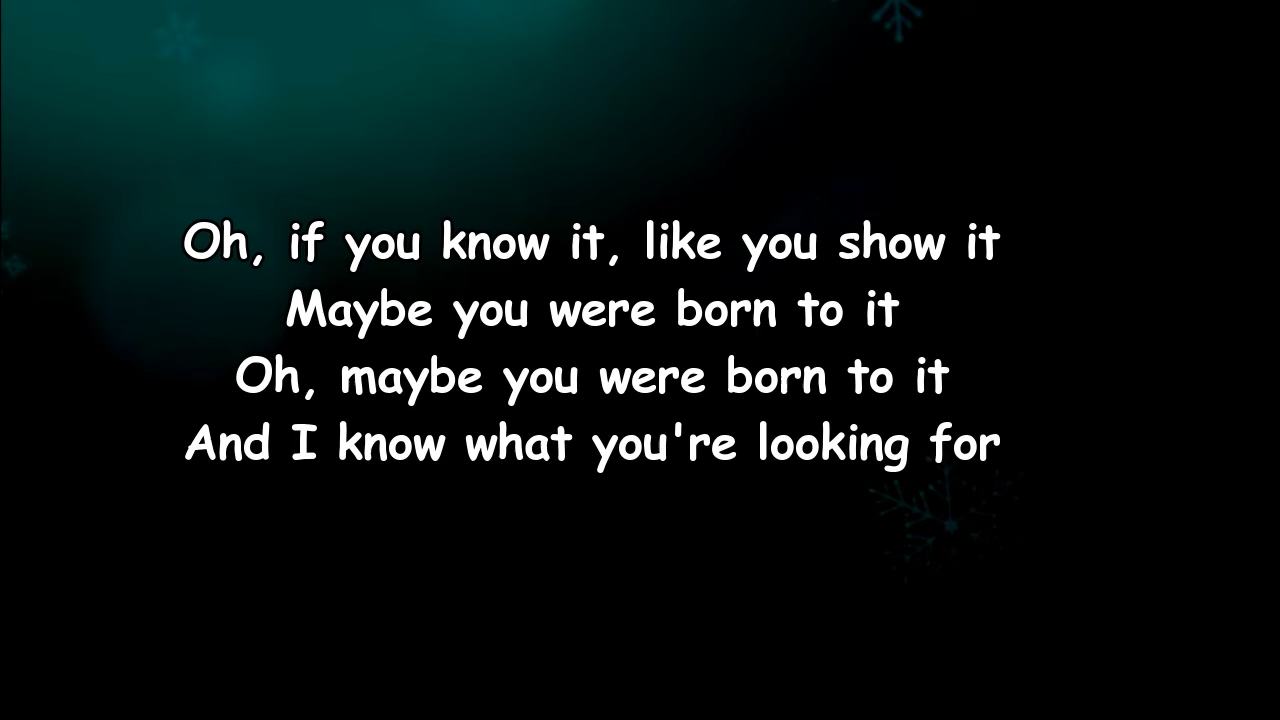 Oh, if you know it, like you show it
Maybe you were born to it
Oh, maybe you were born to it
And I know what you're looking for